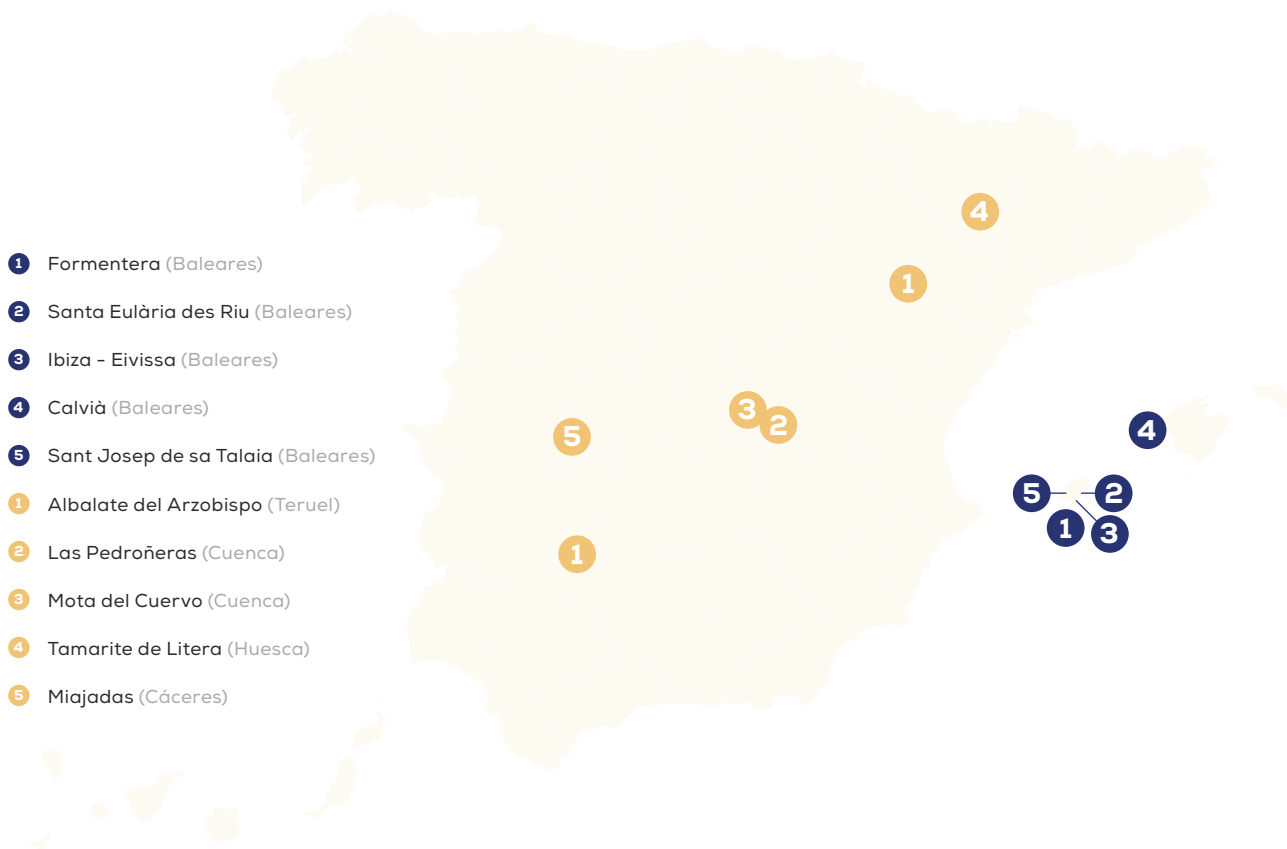 1 Formentera (Baleares)
2 Santa Eulària des Riu (Baleares)
3 Ibiza - Eivissa (Baleares)
4 Calvià (Baleares)
5 Sant Josep de sa Talaia (Baleares)
1 Albalate del Arzobispo (Teruel)
2 Las Pedroñeras (Cuenca)
3 Mota del Cuervo (Cuenca)
4 Tamarite de Litera (Huesca)
5 Miajadas (Cáceres)
4
1
3
2
5
1
4
5
2
1
3